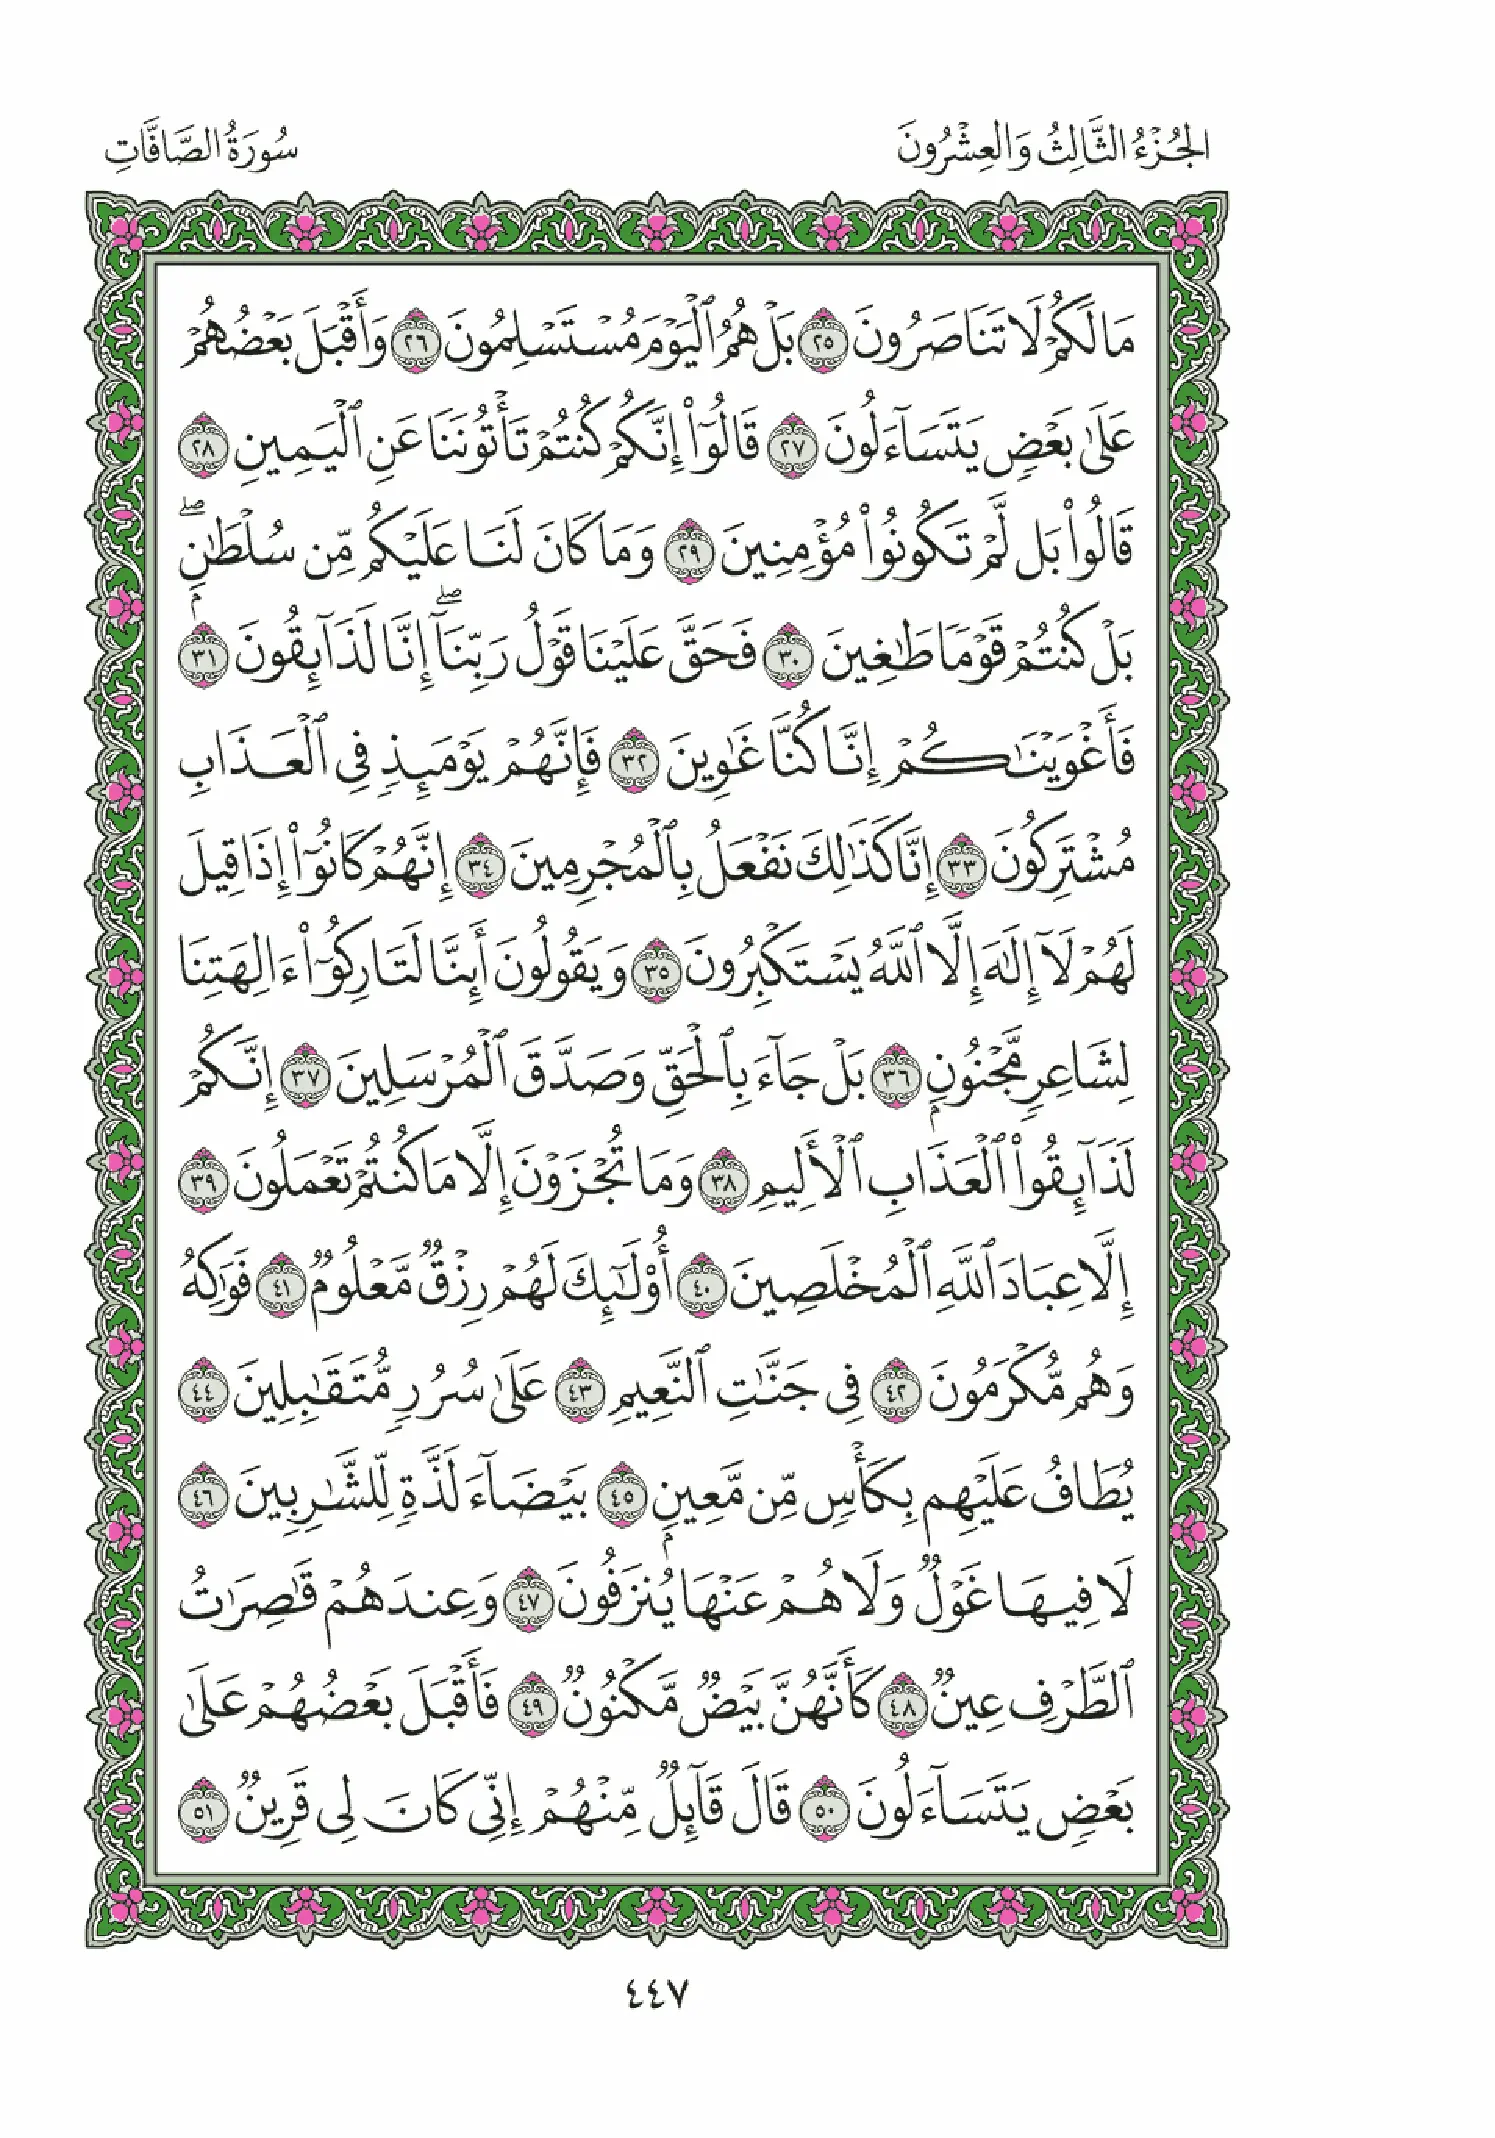 الجُزْءُ الثَّالِثُ وَالعِشْرُونَ
سُورَةُ الصَّافَّاتِ
مَا لَكُمْ لَا تَنَاصَرُونَ ٢٥ بَلْ هُمُ ٱلْيَوْمَ مُسْتَسْلِمُونَ ٢٦ وَأَقْبَلَ بَعْضُهُمْ
عَلَىٰ بَعْضٍ يَتَسَآءَلُونَ ٢٧ قَالُوٓا۟ إِنَّكُمْ كُنتُمْ تَأْتُونَنَا عَنِ ٱلْيَمِينِ ٢٨
قَالُوا۟ بَل لَّمْ تَكُونُوا۟ مُؤْمِنِينَ ٢٩ وَمَا كَانَ لَنَا عَلَيْكُم مِّن سُلْطَـٰنٍۭ ۖ
بَلْ كُنتُمْ قَوْمًا طَـٰغِينَ ٣٠ فَحَقَّ عَلَيْنَا قَوْلُ رَبِّنَآ ۖ إِنَّا لَذَآئِقُونَ ٣١
فَأَغْوَيْنَـٰكُمْ إِنَّا كُنَّا غَـٰوِينَ ٣٢ فَإِنَّهُمْ يَوْمَئِذٍ فِى ٱلْعَذَابِ
مُشْتَرِكُونَ ٣٣ إِنَّا كَذَٰلِكَ نَفْعَلُ بِٱلْمُجْرِمِينَ ٣٤ إِنَّهُمْ كَانُوٓا۟ إِذَا قِيلَ
لَهُمْ لَآ إِلَـٰهَ إِلَّا ٱللَّهُ يَسْتَكْبِرُونَ ٣٥ وَيَقُولُونَ أَئِنَّا لَتَارِكُوٓا۟ ءَالِهَتِنَا
لِشَاعِرٍ مَّجْنُونٍۭ ٣٦ بَلْ جَآءَ بِٱلْحَقِّ وَصَدَّقَ ٱلْمُرْسَلِينَ ٣٧ إِنَّكُمْ
لَذَآئِقُوا۟ ٱلْعَذَابِ ٱلْأَلِيمِ ٣٨ وَمَا تُجْزَوْنَ إِلَّا مَا كُنتُمْ تَعْمَلُونَ ٣٩
إِلَّا عِبَادَ ٱللَّهِ ٱلْمُخْلَصِينَ ٤٠ أُو۟لَـٰٓئِكَ لَهُمْ رِزْقٌ مَّعْلُومٌ ٤١ فَوَٰكِهُ
وَهُم مُّكْرَمُونَ ٤٢ فِى جَنَّـٰتِ ٱلنَّعِيمِ ٤٣ عَلَىٰ سُرُرٍ مُّتَقَـٰبِلِينَ ٤٤
يُطَافُ عَلَيْهِم بِكَأْسٍ مِّن مَّعِينٍۭ ٤٥ بَيْضَآءَ لَذَّةٍ لِّلشَّـٰرِبِينَ ٤٦
لَا فِيهَا غَوْلٌ وَلَا هُمْ عَنْهَا يُنزَفُونَ ٤٧ وَعِندَهُمْ قَـٰصِرَٰتُ
ٱلطَّرْفِ عِينٌ ٤٨ كَأَنَّهُنَّ بَيْضٌ مَّكْنُونٌ ٤٩ فَأَقْبَلَ بَعْضُهُمْ عَلَىٰ
بَعْضٍ يَتَسَآءَلُونَ ٥٠ قَالَ قَآئِلٌ مِّنْهُمْ إِنِّى كَانَ لِى قَرِينٌ ٥١
٤٤٧